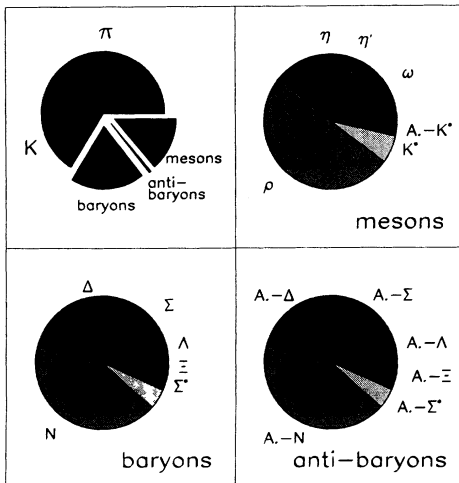 π
K
mesons
anti-
baryons
baryons
η η′
ω
A.-K*
K*
ρ
mesons
Δ
Σ
Λ
Ξ
Σ*
N
baryons
A.-Δ A.-Σ
A.-Λ
A.-Ξ
A.-Σ*
A.-N
anti-baryons